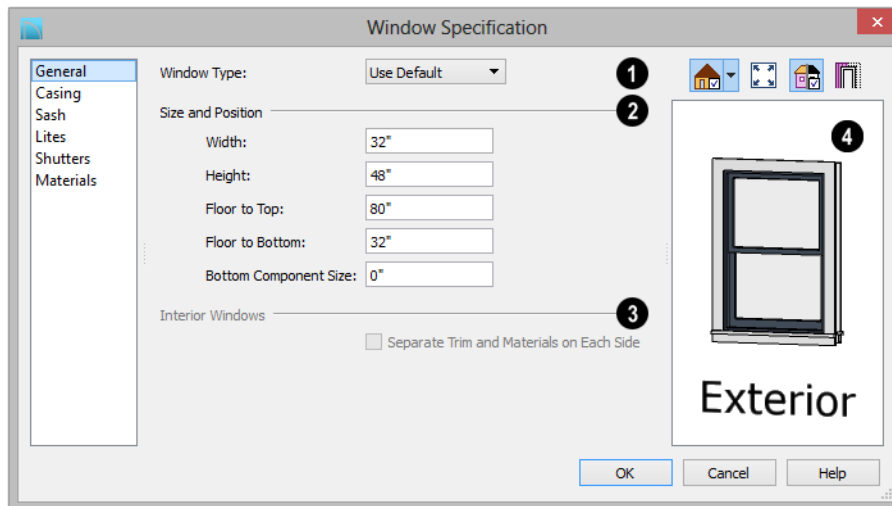 Window Specification
General
Casing
Sash
Lites
Shutters
Materials
Window Type: Use Default 1
Size and Position 2
Width: 32"
Height: 48"
Floor to Top: 80"
Floor to Bottom: 32"
Bottom Component Size: 0"
Interior Windows 3
Separate Trim and Materials on Each Side
4
Exterior
OK Cancel Help